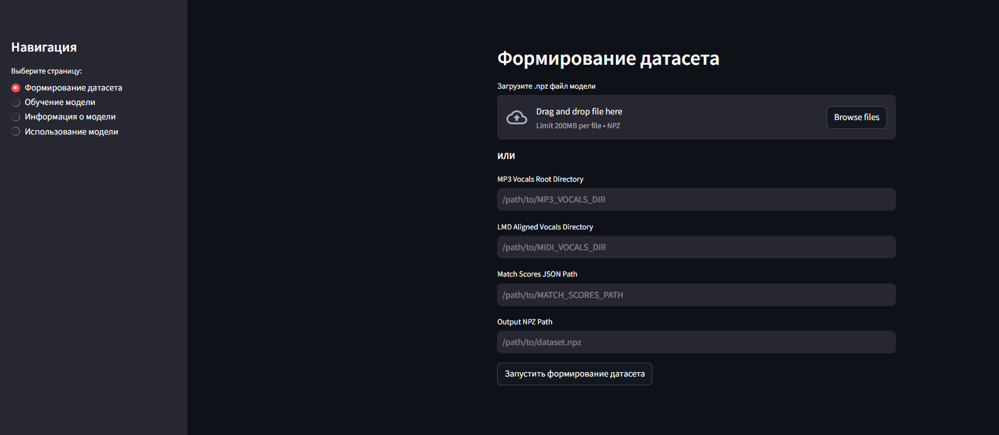 Навигация
Выберите страницу:
Формирование датасета
Обучение модели
Информация о модели
Использование модели
Формирование датасета
Загрузите .npz файл модели
Drag and drop file here
Limit 200MB per file • NPZ
Browse files
или
MP3 Vocals Root Directory
/path/to/MP3_VOCALS_DIR
LMD Aligned Vocals Directory
/path/to/MIDI_VOCALS_DIR
Match Scores JSON Path
/path/to/MATCH_SCORES_PATH
Output NPZ Path
/path/to/dataset.npz
Запустить формирование датасета